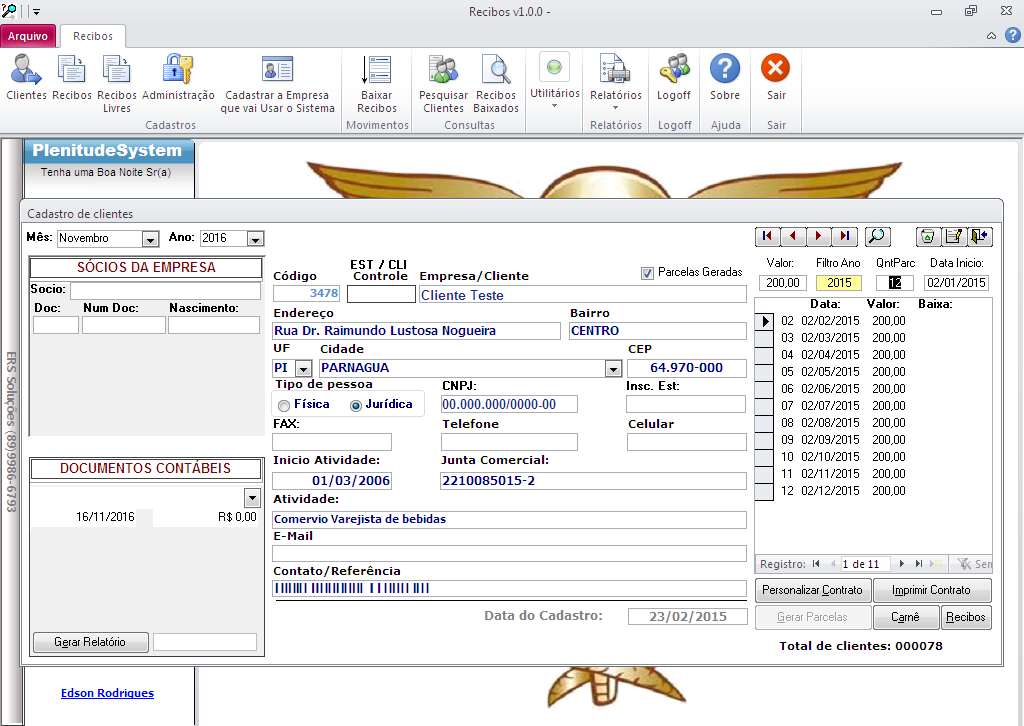 Recibos v1.0.0 -
Arquivo Recibos
Clientes Recibos Recibos Livres Administração Cadastrar a Empresa que vai Usar o Sistema Baixar Recibos Pesquisar Clientes Recibos Baixados Utilitários Relatórios Logoff Sobre Sair
Cadastros Movimentos Consultas Relatórios Logoff Ajuda Sair
PlenitudeSystem
Tenha uma Boa Noite Sr(a)
ERS Soluções (89)9986-6793
Cadastro de clientes
Mês: Novembro Ano: 2016
SÓCIOS DA EMPRESA
Socio:
Doc: Num Doc: Nascimento:
DOCUMENTOS CONTÁBEIS
16/11/2016 R$ 0,00
Gerar Relatório
Código EST / CLI Controle Empresa/Cliente Parcelas Geradas
3478 Cliente Teste
Endereço Bairro
Rua Dr. Raimundo Lustosa Nogueira CENTRO
UF Cidade CEP
PI PARNAGUA 64.970-000
Tipo de pessoa CNPJ: Insc. Est:
Física Jurídica 00.000.000/0000-00
FAX: Telefone Celular
Inicio Atividade: Junta Comercial:
01/03/2006 2210085015-2
Atividade:
Comervio Varejista de bebidas
E-Mail
Contato/Referência
Data do Cadastro: 23/02/2015
Valor: Filtro Ano QntParc Data Inicio:
200,00 2015 12 02/01/2015
Data: Valor: Baixa:
02 02/02/2015 200,00
03 02/03/2015 200,00
04 02/04/2015 200,00
05 02/05/2015 200,00
06 02/06/2015 200,00
07 02/07/2015 200,00
08 02/08/2015 200,00
09 02/09/2015 200,00
10 02/10/2015 200,00
11 02/11/2015 200,00
12 02/12/2015 200,00
Registro: 1 de 11 Sen
Personalizar Contrato Imprimir Contrato
Gerar Parcelas Carnê Recibos
Total de clientes: 000078
Edson Rodrigues